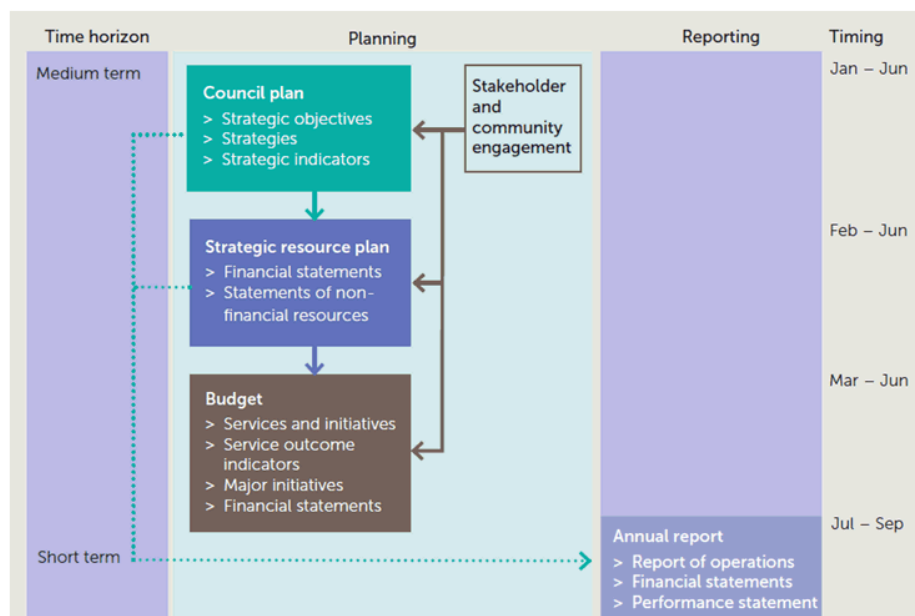 Time horizon
Planning
Reporting
Timing
Medium term
Jan – Jun
Council plan
> Strategic objectives
> Strategies
> Strategic indicators
Stakeholder
and
community
engagement
Feb – Jun
Strategic resource plan
> Financial statements
> Statements of non-
financial resources
Mar – Jun
Budget
> Services and initiatives
> Service outcome
indicators
> Major initiatives
> Financial statements
Jul – Sep
Short term
Annual report
> Report of operations
> Financial statements
> Performance statement